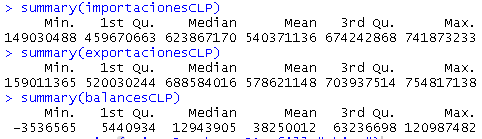 > summary(importacionesCLP)
Min. 1st Qu. Median Mean 3rd Qu. Max.
149030488 459670663 623867170 540371136 674242868 741873233
> summary(exportacionesCLP)
Min. 1st Qu. Median Mean 3rd Qu. Max.
159011365 520030244 688584016 578621148 703937514 754817138
> summary(balancesCLP)
Min. 1st Qu. Median Mean 3rd Qu. Max.
-3536565 5440934 12943905 38250012 63236698 120987482